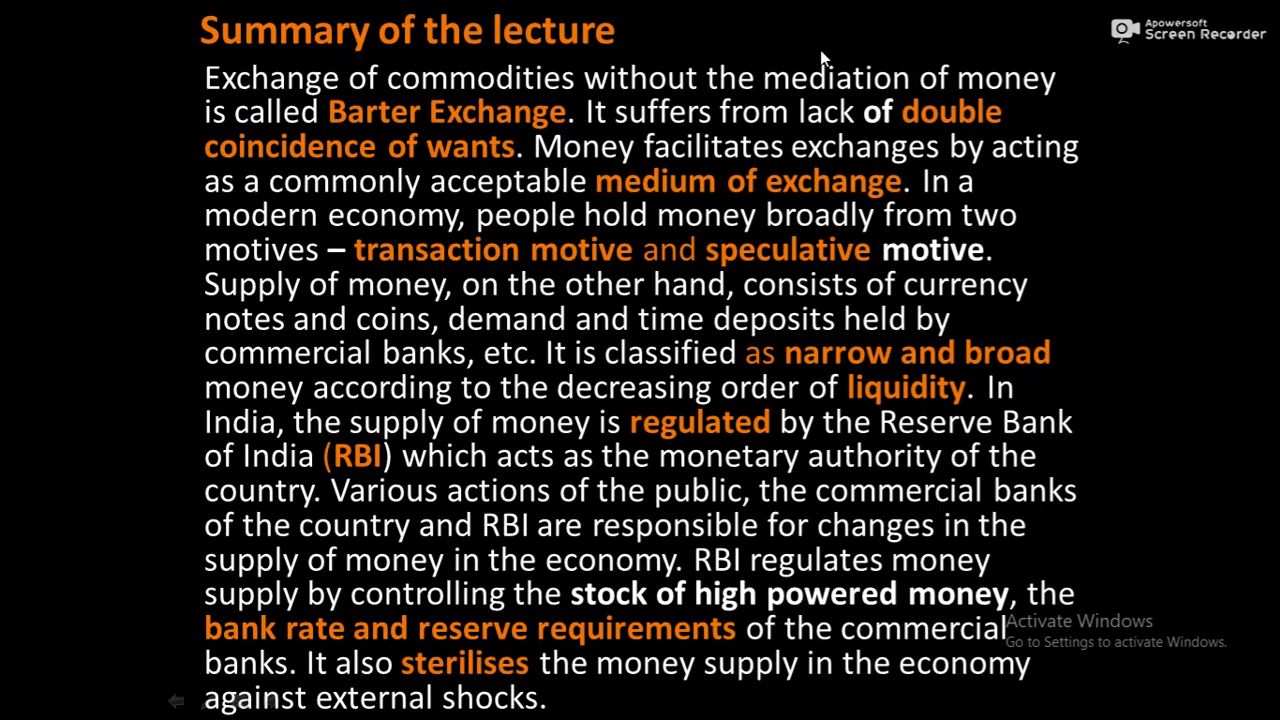 Summary of the lecture
Apowersoft
Screen Recorder
Exchange of commodities without the mediation of money
is called Barter Exchange. It suffers from lack of double
coincidence of wants. Money facilitates exchanges by acting
as a commonly acceptable medium of exchange. In a
modern economy, people hold money broadly from two
motives – transaction motive and speculative motive.
Supply of money, on the other hand, consists of currency
notes and coins, demand and time deposits held by
commercial banks, etc. It is classified as narrow and broad
money according to the decreasing order of liquidity. In
India, the supply of money is regulated by the Reserve Bank
of India (RBI) which acts as the monetary authority of the
country. Various actions of the public, the commercial banks
of the country and RBI are responsible for changes in the
supply of money in the economy. RBI regulates money
supply by controlling the stock of high powered money, the
bank rate and reserve requirements of the commercial
banks. It also sterilises the money supply in the economy
against external shocks.
Activate Windows
Go to Settings to activate Windows.